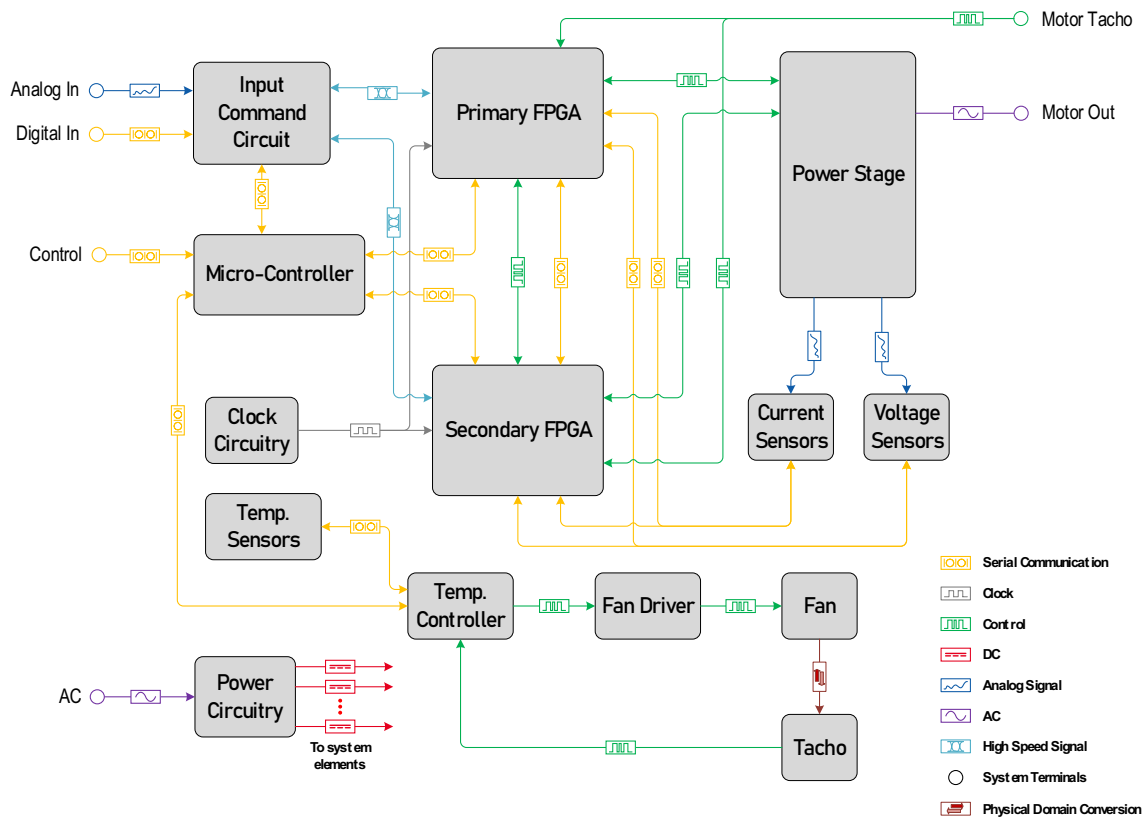 Motor Tacho
Analog In
Input
Command
Circuit
Primary FPGA
Digital In
Motor Out
Power Stage
Control
Micro-Controller
Clock
Circuitry
Secondary FPGA
Current
Sensors
Voltage
Sensors
Temp.
Sensors
Temp.
Controller
Fan Driver
Fan
AC
Power
Circuitry
To system
elements
Tacho
Serial Communication
Clock
Control
DC
Analog Signal
AC
High Speed Signal
System Terminals
Physical Domain Conversion